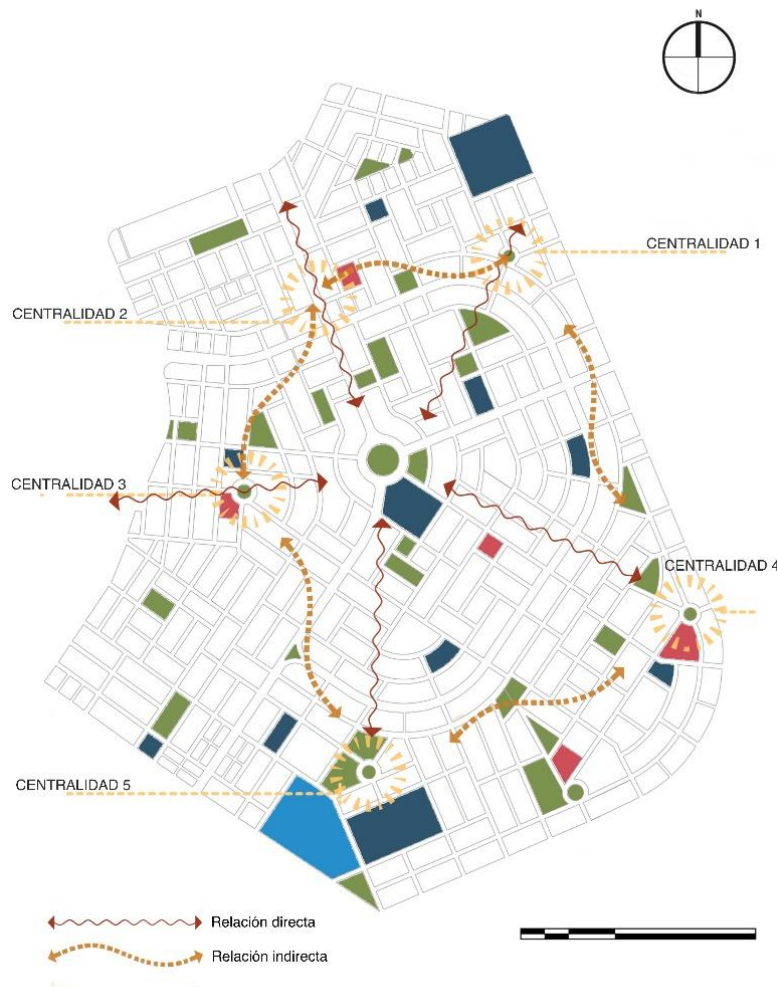 N
CENTRALIDAD 1
CENTRALIDAD 2
CENTRALIDAD 3
CENTRALIDAD 4
CENTRALIDAD 5
Relación directa
Relación indirecta